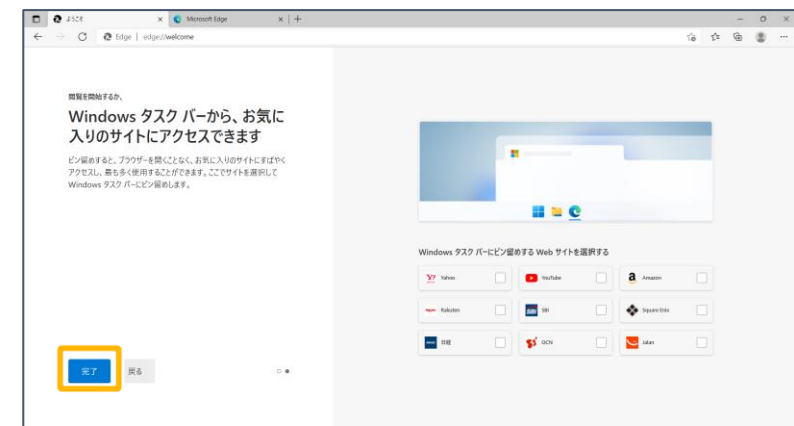 ようこそ
Microsoft Edge
Edge | edge://welcome
閲覧を開始するか、
Windows タスク バーから、お気に
入りのサイトにアクセスできます
ピン留めすると、ブラウザーを開くことなく、お気に入りのサイトにすばやく
アクセスし、最も多く使用することができます。ここでサイトを選択して
Windows タスク バーにピン留めします。
Windows タスク バーにピン留めする Web サイトを選択する
Yahoo
YouTube
Amazon
Rakuten
SBI
Square Enix
日経
OCN
Jalan
完了
戻る